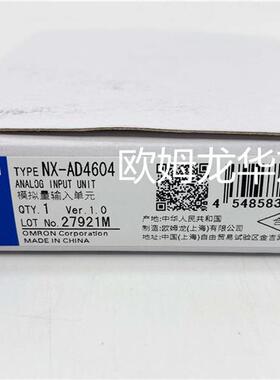 TYPE NX-AD4604
ANALOG INPUT UNIT
模拟量输入单元
QTY. 1 Ver. 1.0
LOT No. 27921M
OMRON Corporation
MADE IN CHINA
欧姆龙华
产地:中华人民共和国
制造:欧姆龙(上海)有限
地址:中国(上海)自由贸易试验区金吉
4 548583